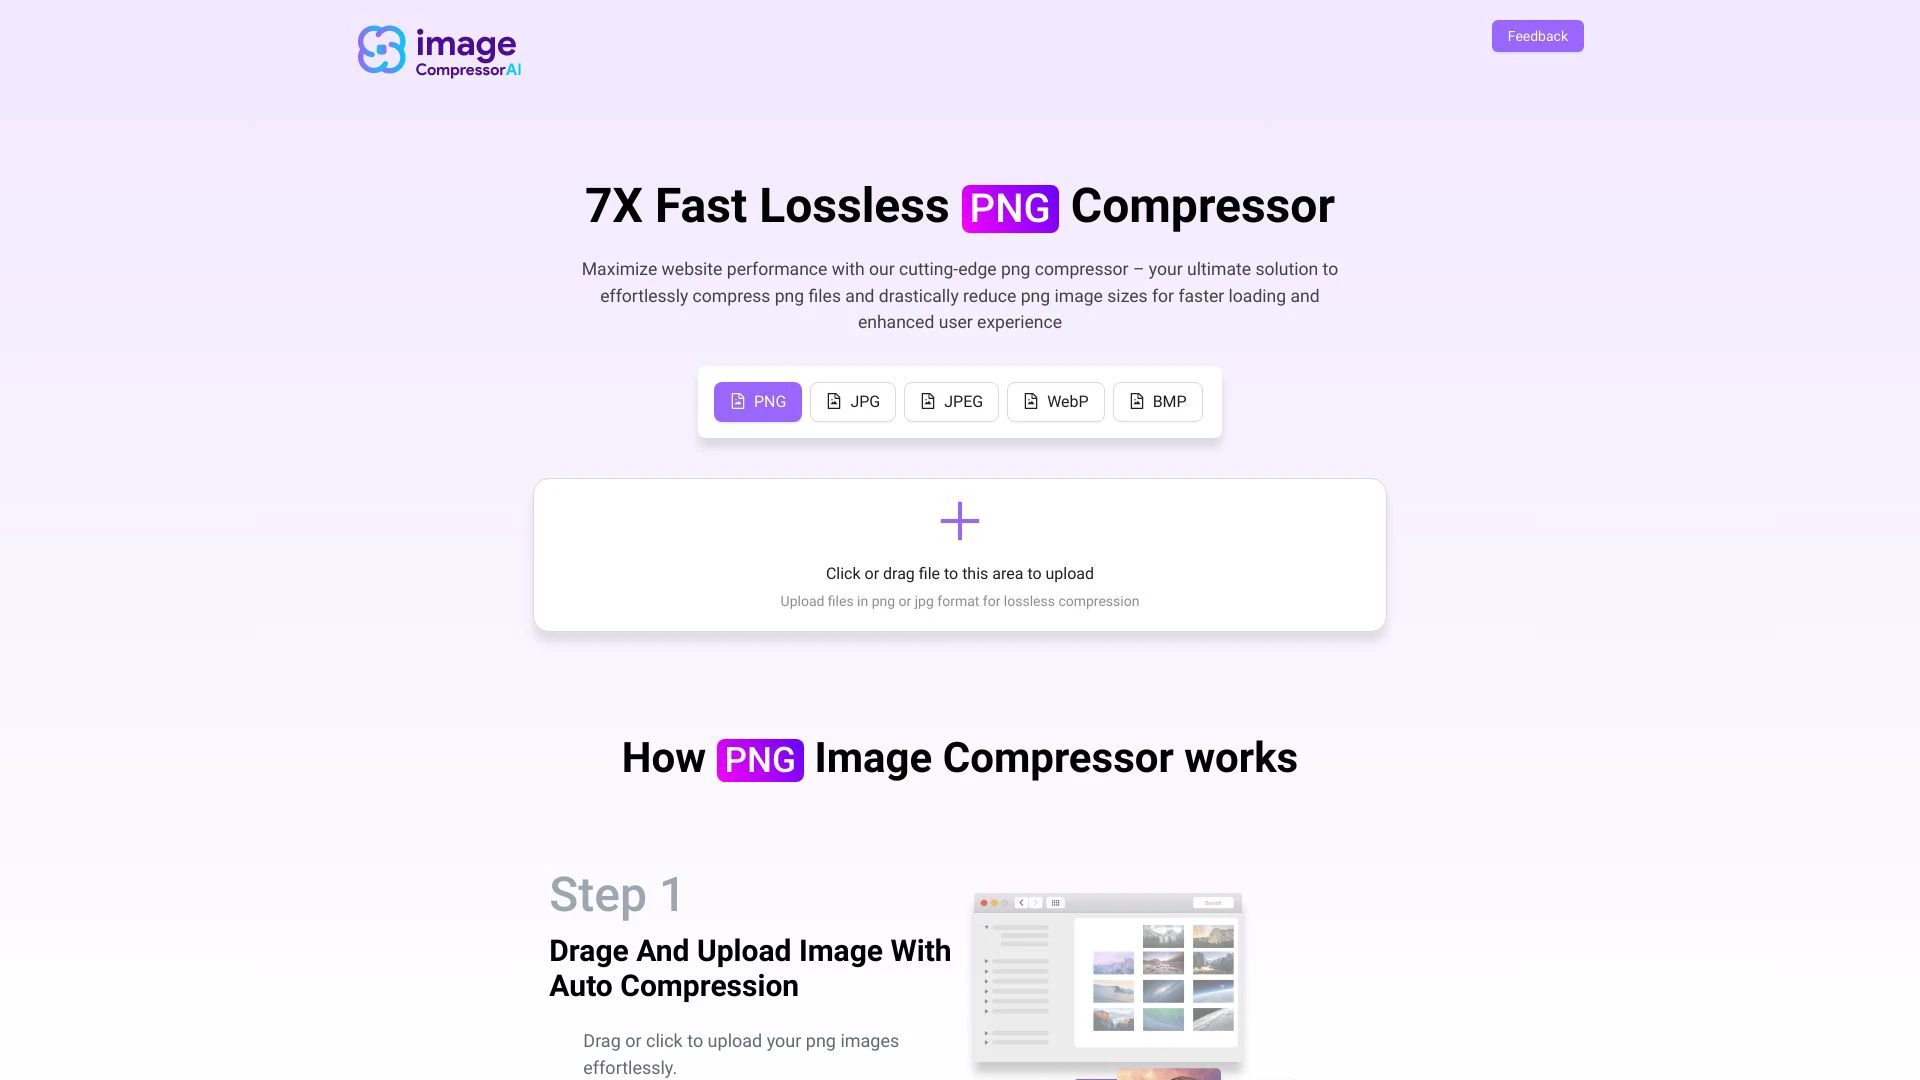 image
CompressorAI
Feedback
7X Fast Lossless PNG Compressor
Maximize website performance with our cutting-edge png compressor – your ultimate solution to
effortlessly compress png files and drastically reduce png image sizes for faster loading and
enhanced user experience
PNG
JPG
JPEG
WebP
BMP
Click or drag file to this area to upload
Upload files in png or jpg format for lossless compression
How PNG Image Compressor works
Step 1
Drage And Upload Image With
Auto Compression
Search
Drag or click to upload your png images
effortlessly.